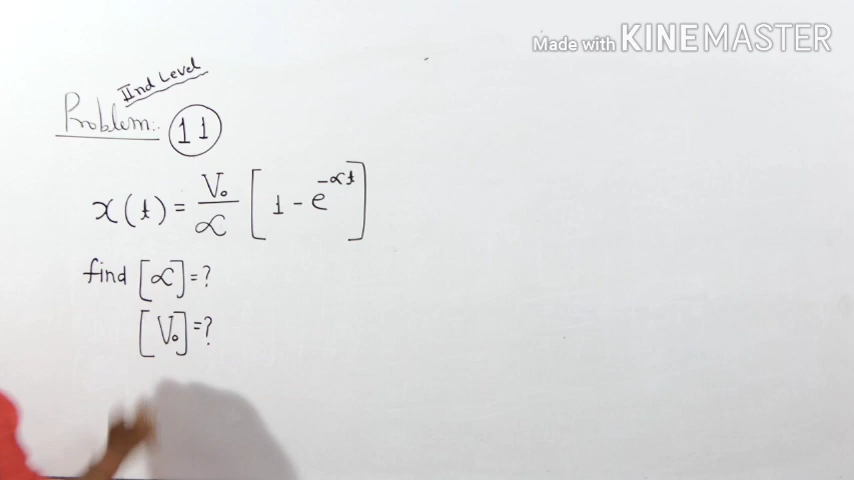 Made with KINEMASTER
IInd Level
Problem:. 11
x(t) = V₀/α [1 - e^-αt]
find [α] = ?
[V₀] = ?